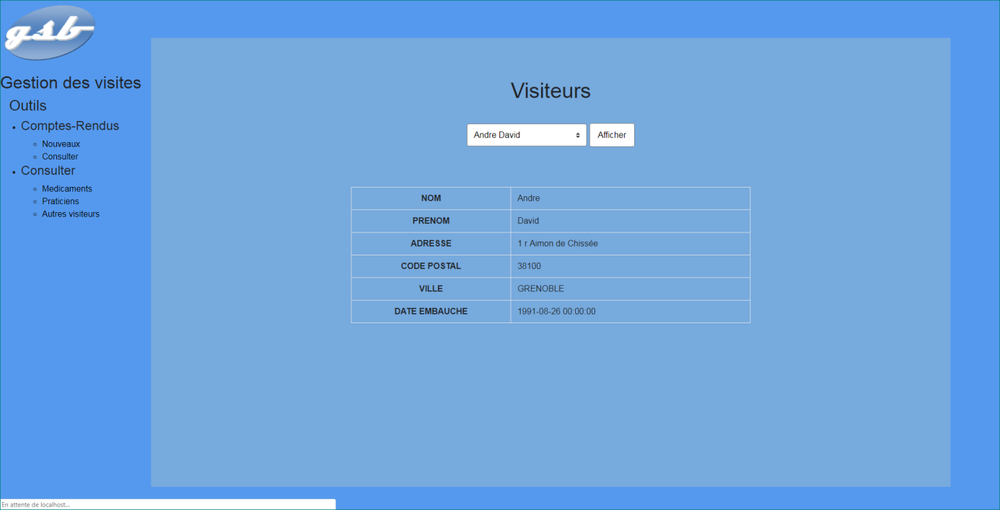 gsb
Gestion des visites
Outils
Comptes-Rendus
Nouveaux
Consulter
Consulter
Medicaments
Praticiens
Autres visiteurs
Visiteurs
Andre David Afficher
NOM Andre
PRENOM David
ADRESSE 1 r Aimon de Chissée
CODE POSTAL 38100
VILLE GRENOBLE
DATE EMBAUCHE 1991-08-26 00:00:00
En attente de localhost...